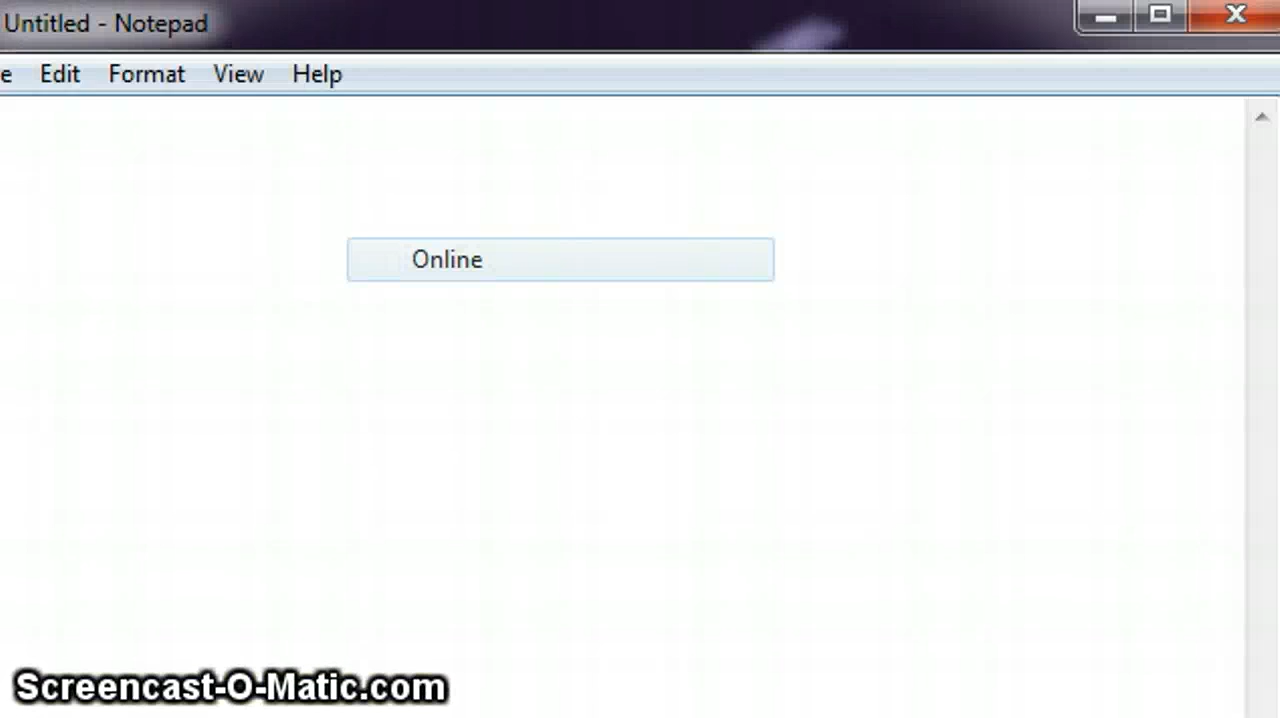 Untitled - Notepad
e Edit Format View Help
Online
Screencast-O-Matic.com